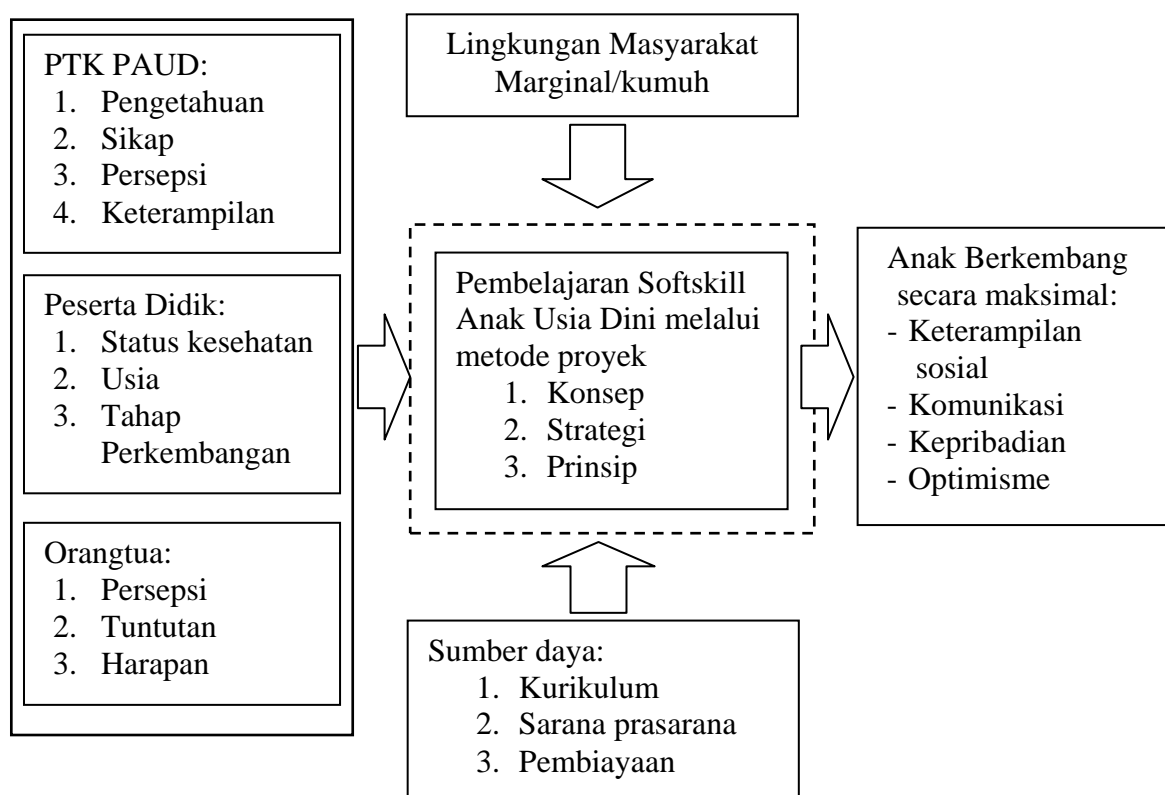 PTK PAUD:
1. Pengetahuan
2. Sikap
3. Persepsi
4. Keterampilan
Peserta Didik:
1. Status kesehatan
2. Usia
3. Tahap
Perkembangan
Orangtua:
1. Persepsi
2. Tuntutan
3. Harapan
Lingkungan Masyarakat
Marginal/kumuh
Pembelajaran Softskill
Anak Usia Dini melalui
metode proyek
1. Konsep
2. Strategi
3. Prinsip
Sumber daya:
1. Kurikulum
2. Sarana prasarana
3. Pembiayaan
Anak Berkembang
secara maksimal:
- Keterampilan
sosial
- Komunikasi
- Kepribadian
- Optimisme